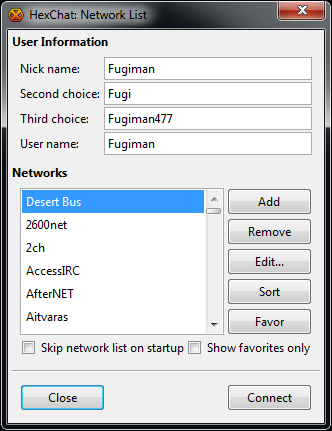 HexChat: Network List
User Information
Nick name: Fugiman
Second choice: Fugi
Third choice: Fugiman477
User name: Fugiman
Networks
Desert Bus
2600net
2ch
AccessIRC
AfterNET
Aitvaras
Add
Remove
Edit...
Sort
Favor
Skip network list on startup Show favorites only
Close Connect